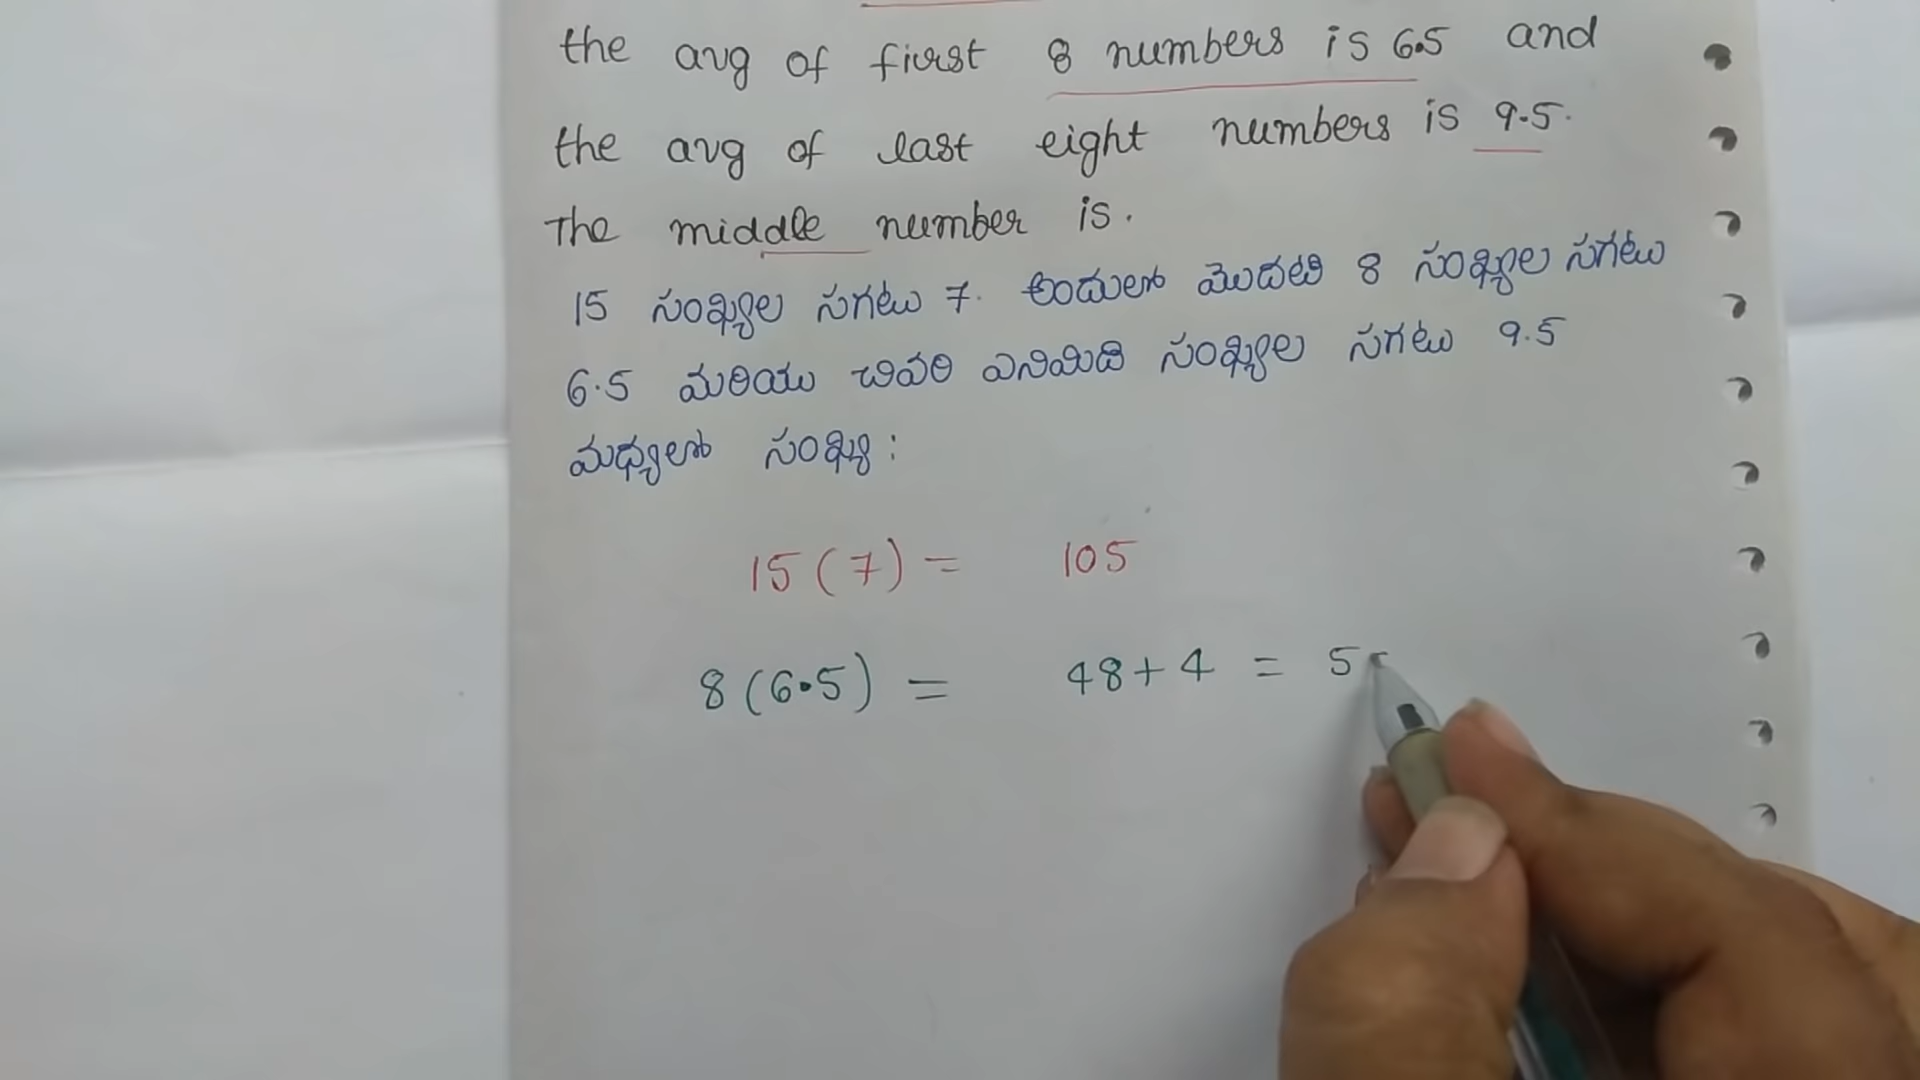 the avg of first 8 numbers is 6.5 and
the avg of last eight numbers is 9.5.
The middle number is.
15 సంఖ్యల సగటు 7. అందులో మొదటి 8 సంఖ్యల సగటు
6.5 మరియు చివరి ఎనిమిది సంఖ్యల సగటు 9.5
మధ్యలో సంఖ్య :
15 (7) = 105
8 (6.5) = 48+4 = 5